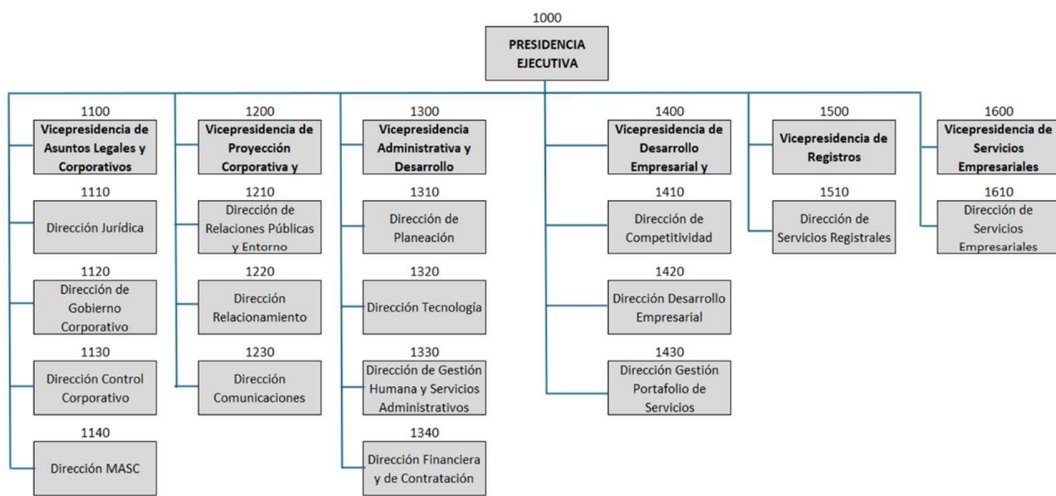 1000
PRESIDENCIA
EJECUTIVA
1100
Vicepresidencia de
Asuntos Legales y
Corporativos
1110
Dirección Jurídica
1120
Dirección de
Gobierno
Corporativo
1130
Dirección Control
Corporativo
1140
Dirección MASC
1200
Vicepresidencia de
Proyección
Corporativa y
1210
Dirección de
Relaciones Públicas
y Entorno
1220
Dirección
Relacionamiento
1230
Dirección
Comunicaciones
1300
Vicepresidencia
Administrativa y
Desarrollo
1310
Dirección de
Planeación
1320
Dirección Tecnología
1330
Dirección de Gestión
Humana y Servicios
Administrativos
1340
Dirección Financiera
y de Contratación
1400
Vicepresidencia de
Desarrollo
Empresarial y
1410
Dirección de
Competitividad
1420
Dirección Desarrollo
Empresarial
1430
Dirección Gestión
Portafolio de
Servicios
1500
Vicepresidencia de
Registros
1510
Dirección de
Servicios Registrales
1600
Vicepresidencia de
Servicios
Empresariales
1610
Dirección de
Servicios
Empresariales